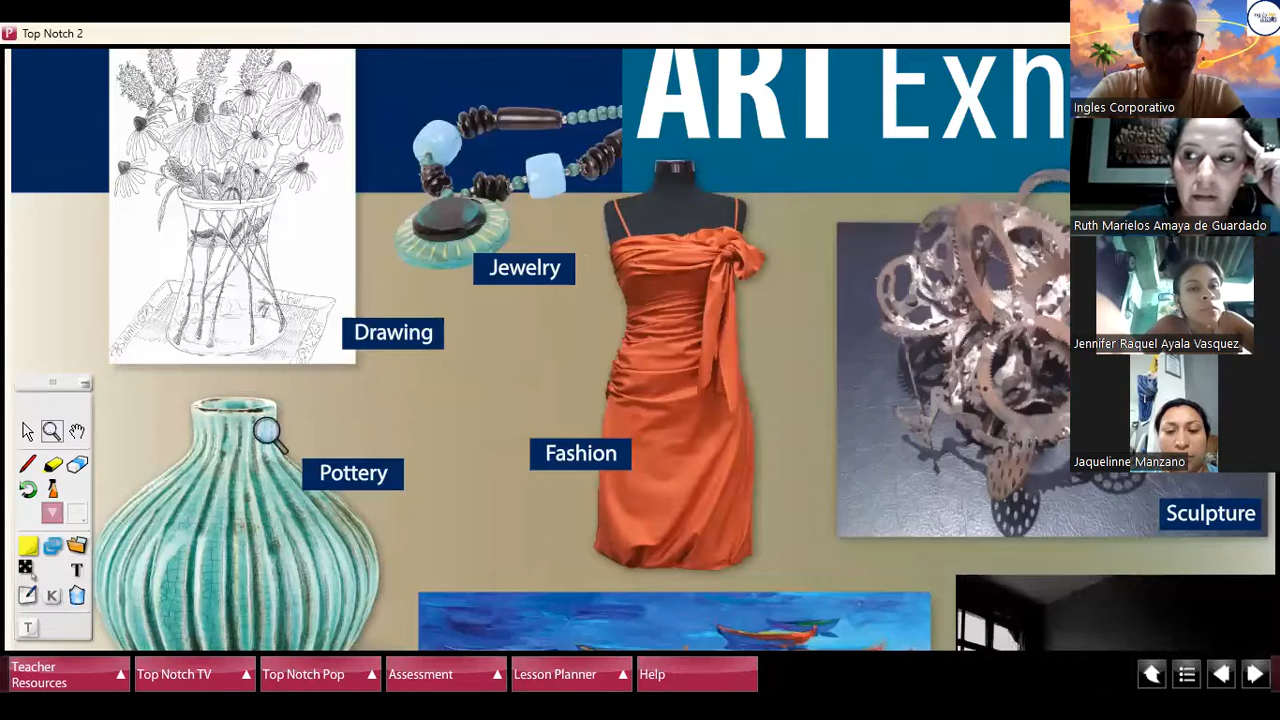 Top Notch 2
ART Exh
Ingles Corporativo
Ruth Marielos Amaya de Guardado
Jewelry
Drawing
Jennifer Raquel Ayala Vasquez
Fashion
Pottery
Jaquelinne Manzano
Sculpture
T
K
T
Teacher
Resources
Top Notch TV
Top Notch Pop
Assessment
Lesson Planner
Help